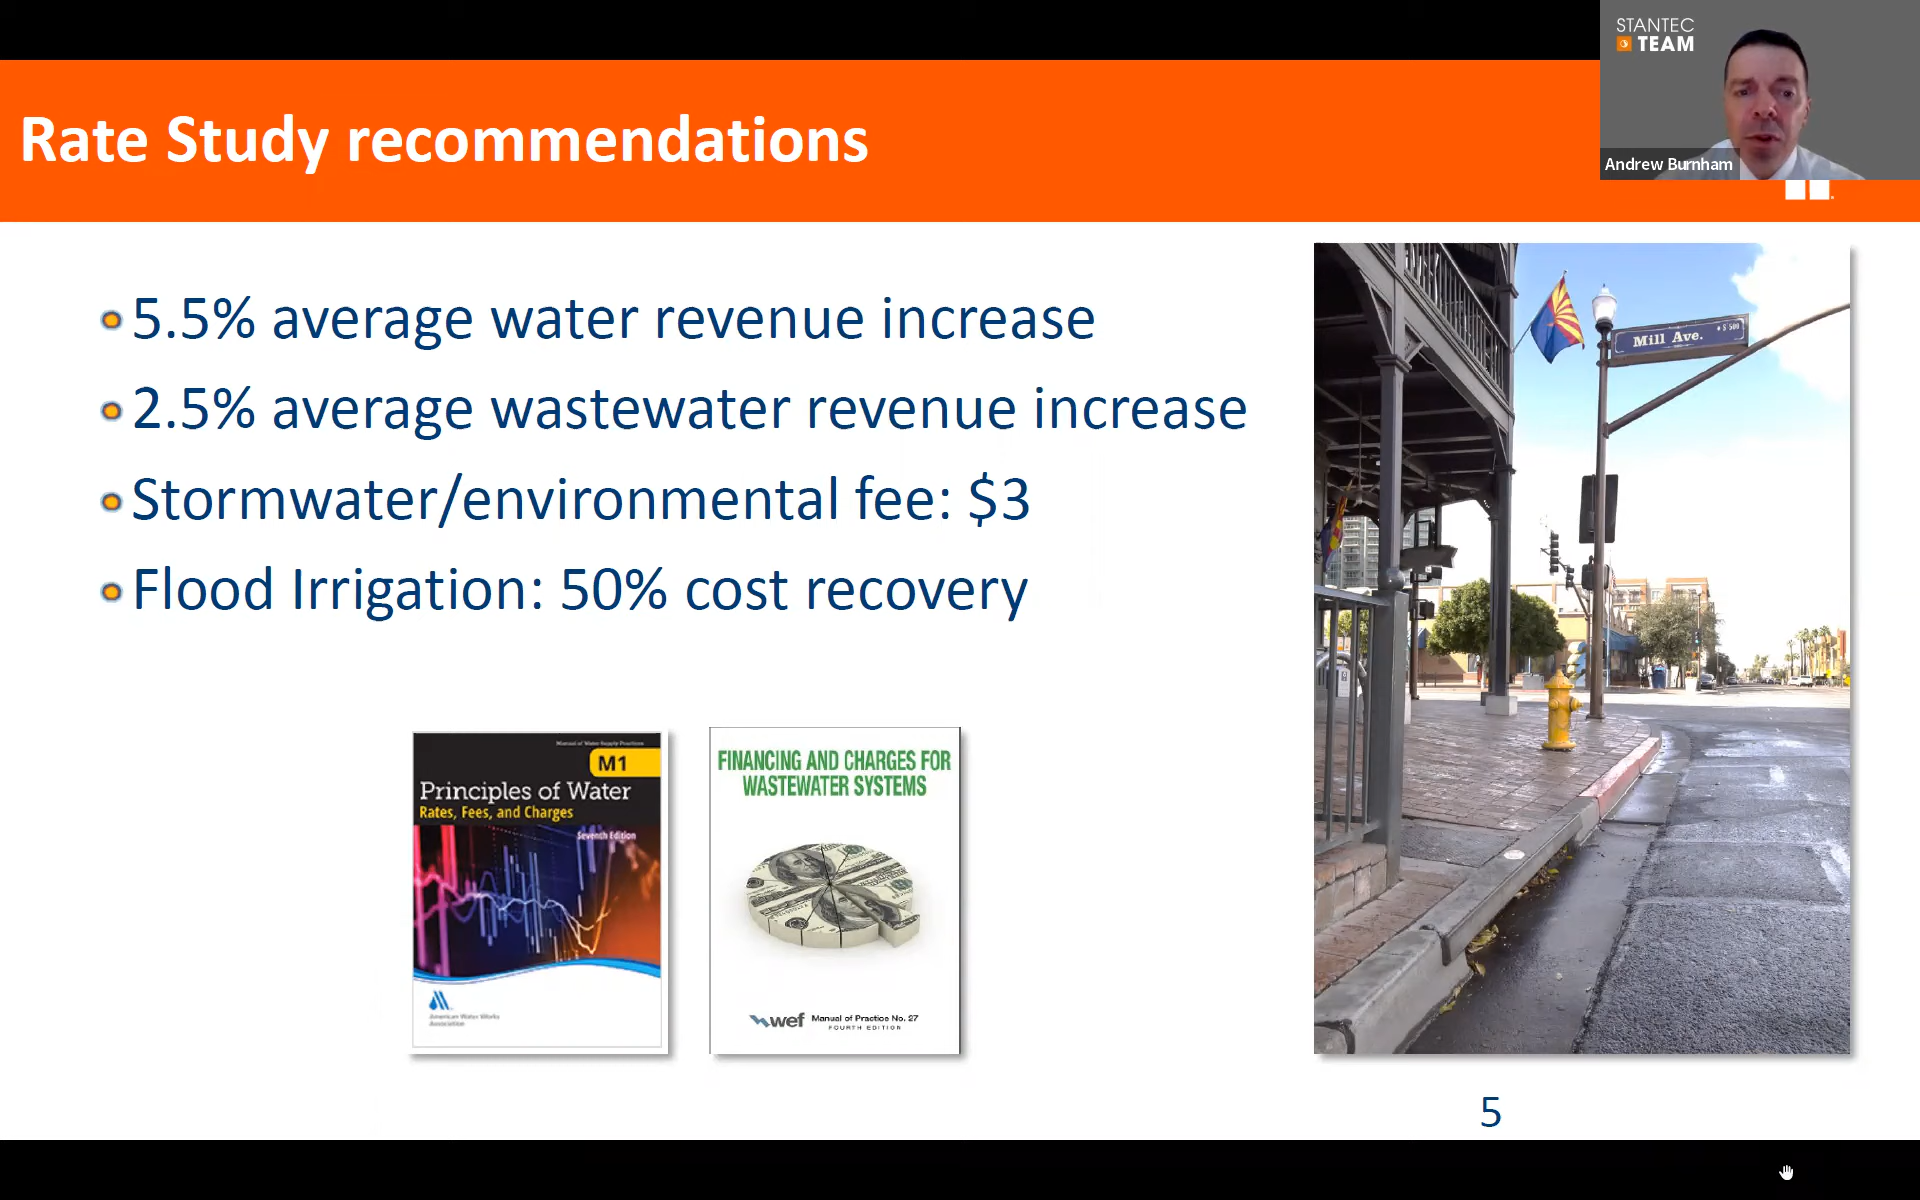 STANTEC
TEAM
Andrew Burnham
Rate Study recommendations
5.5% average water revenue increase
2.5% average wastewater revenue increase
Stormwater/environmental fee: $3
Flood Irrigation: 50% cost recovery
Mill Ave.
S 500
Manual of Water Supply Practices
M1
Principles of Water
Rates, Fees, and Charges
Seventh Edition
American Water Works
Association
FINANCING AND CHARGES FOR
WASTEWATER SYSTEMS
wef Manual of Practice No. 27
FOURTH EDITION
5